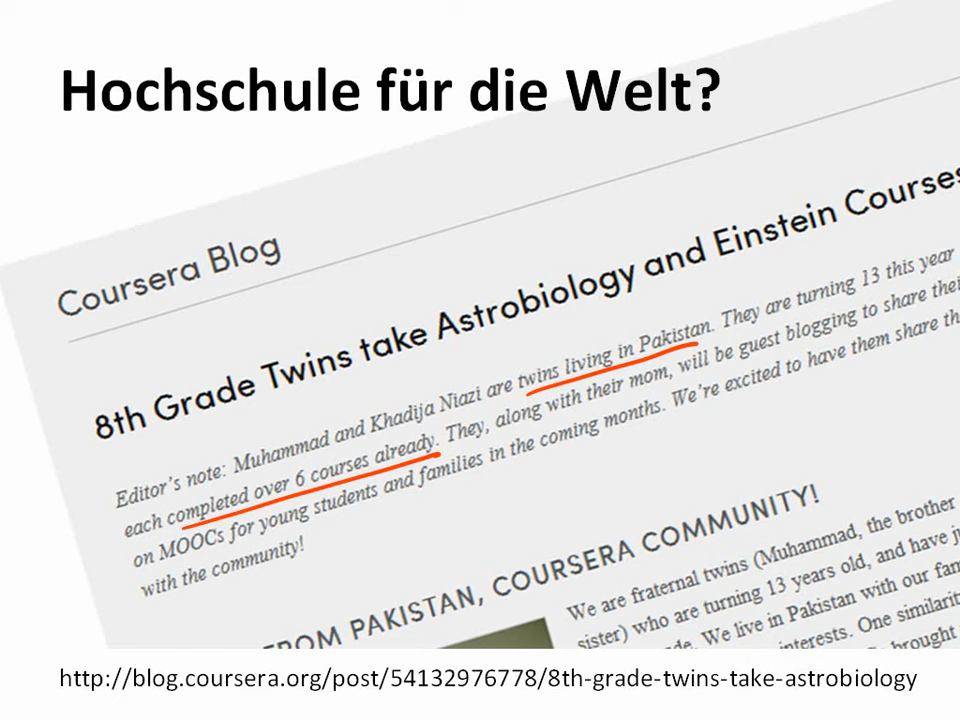 Hochschule für die Welt?
Coursera Blog
8th Grade Twins take Astrobiology and Einstein Courses
Editor's note: Muhammad and Khadija Niazi are twins living in Pakistan. They are turning 13 this year
each completed over 6 courses already. They, along with their mom, will be guest blogging to share their
on MOOCs for young students and families in the coming months. We're excited to have them share
with the community!
FROM PAKISTAN, COURSERA COMMUNITY!
We are fraternal twins (Muhammad, the brother
sister) who are turning 13 years old, and have
We live in Pakistan with our
interests. One
brought
http://blog.coursera.org/post/54132976778/8th-grade-twins-take-astrobiology